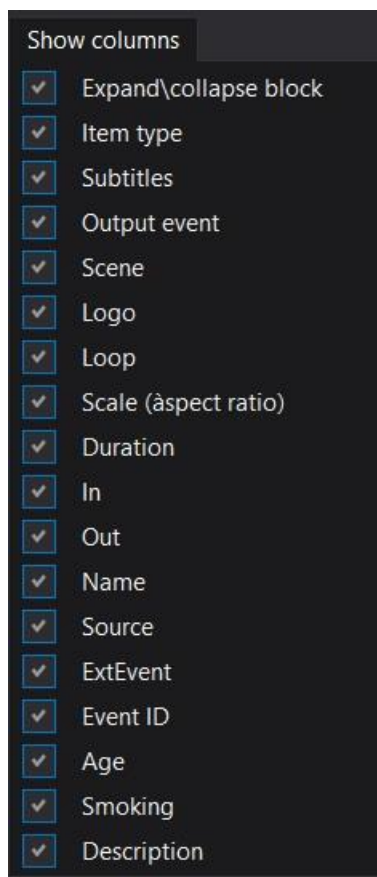 Show columns
Expand\collapse block
Item type
Subtitles
Output event
Scene
Logo
Loop
Scale (àspect ratio)
Duration
In
Out
Name
Source
ExtEvent
Event ID
Age
Smoking
Description